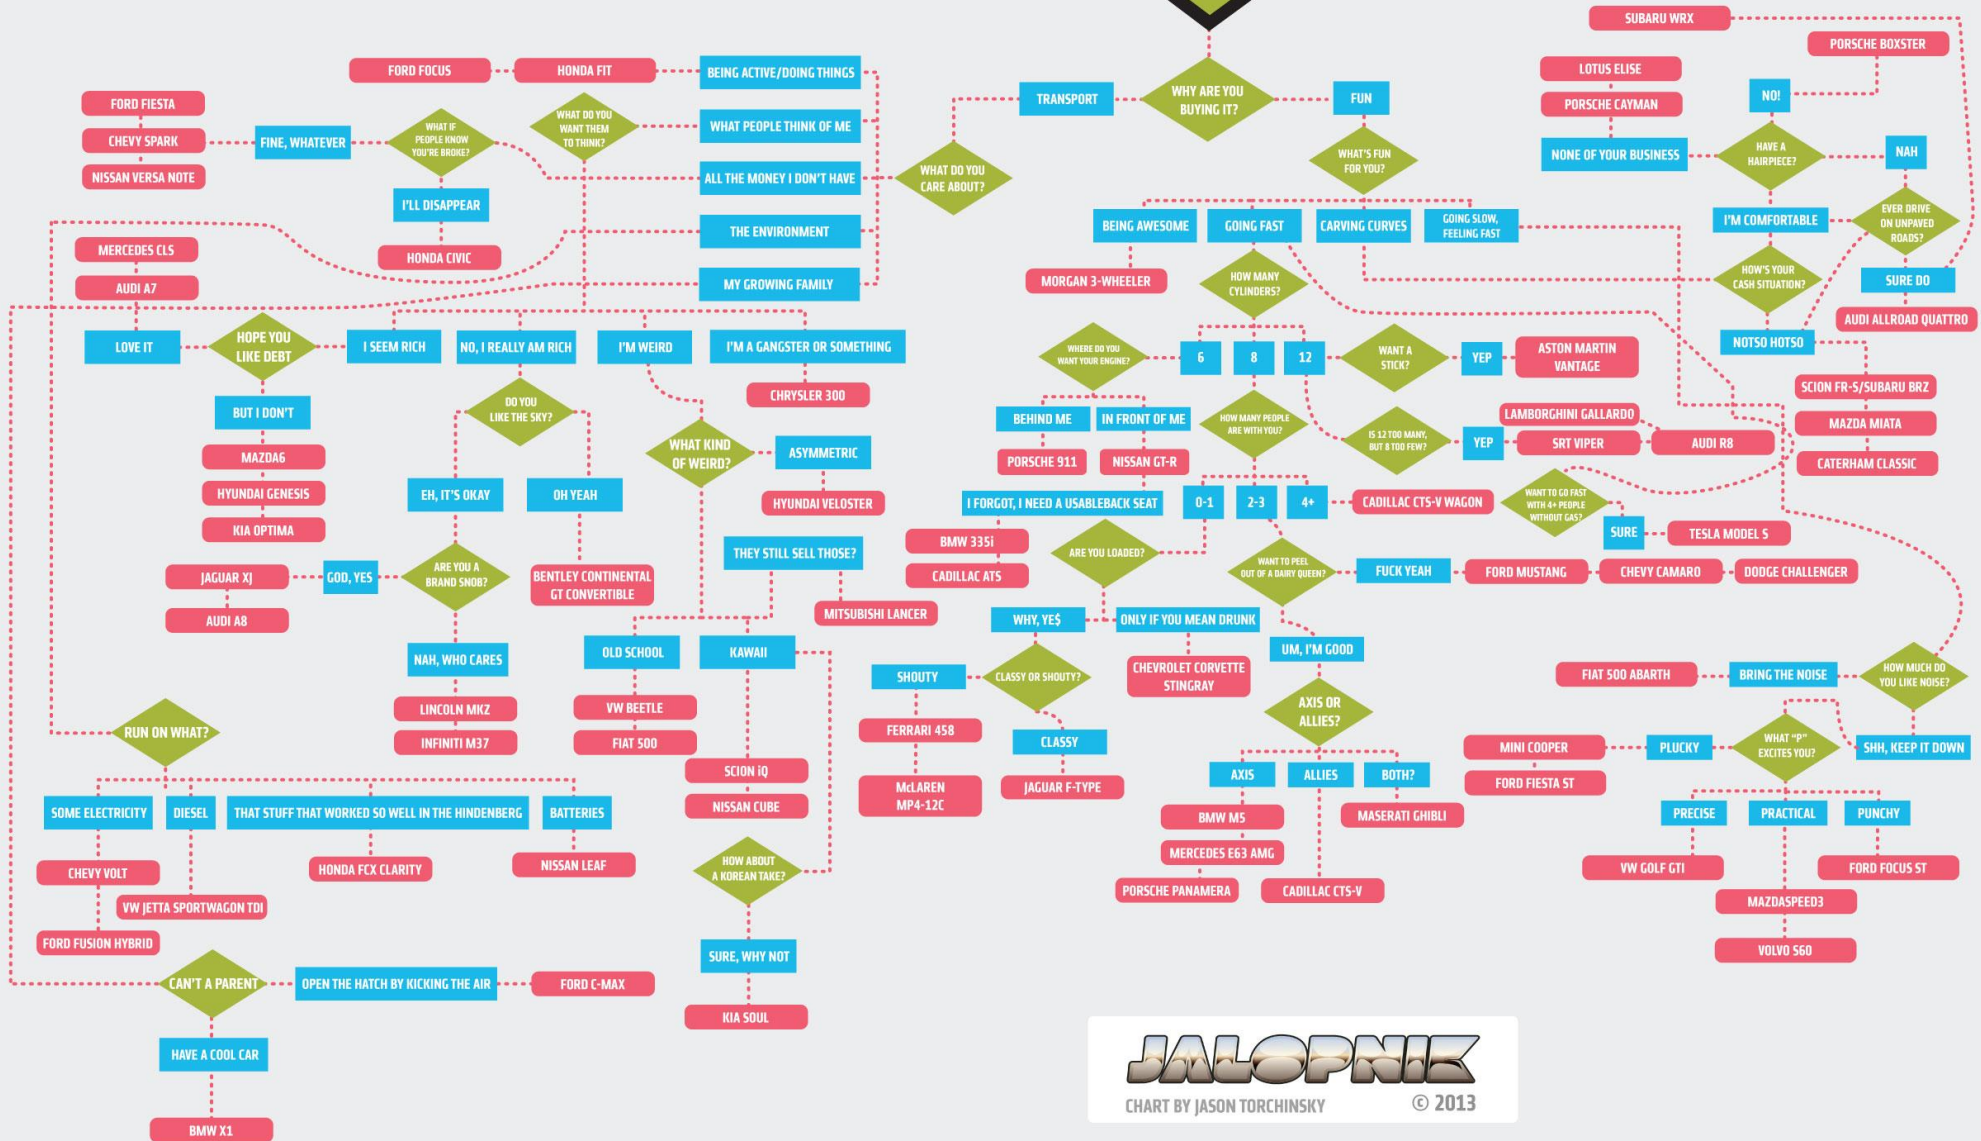 SUBARU WRX
PORSCHE BOXSTER
LOTUS ELISE
PORSCHE CAYMAN
NO!
NONE OF YOUR BUSINESS
HAVE A
HAIRPIECE?
NAH
I'M COMFORTABLE
EVER DRIVE
ON UNPAVED
ROADS?
HOW'S YOUR
CASH SITUATION?
SURE DO
AUDI ALLROAD QUATTRO
NOTSO HOTSO
SCION FR-S/SUBARU BRZ
MAZDA MIATA
CATERHAM CLASSIC
WHY ARE YOU
BUYING IT?
TRANSPORT
FUN
WHAT'S FUN
FOR YOU?
WHAT DO YOU
CARE ABOUT?
BEING ACTIVE/DOING THINGS
HONDA FIT
FORD FOCUS
WHAT PEOPLE THINK OF ME
WHAT DO YOU
WANT THEM
TO THINK?
ALL THE MONEY I DON'T HAVE
WHAT IF
PEOPLE KNOW
YOU'RE BROKE?
FINE, WHATEVER
FORD FIESTA
CHEVY SPARK
NISSAN VERSA NOTE
I'LL DISAPPEAR
HONDA CIVIC
THE ENVIRONMENT
MY GROWING FAMILY
MERCEDES CLS
AUDI A7
LOVE IT
HOPE YOU
LIKE DEBT
I SEEM RICH
NO, I REALLY AM RICH
I'M WEIRD
I'M A GANGSTER OR SOMETHING
CHRYSLER 300
BUT I DON'T
MAZDA6
HYUNDAI GENESIS
KIA OPTIMA
DO YOU
LIKE THE SKY?
EH, IT'S OKAY
OH YEAH
BENTLEY CONTINENTAL
GT CONVERTIBLE
ARE YOU A
BRAND SNOB?
GOD, YES
JAGUAR XJ
AUDI A8
NAH, WHO CARES
LINCOLN MKZ
INFINITI M37
WHAT KIND
OF WEIRD?
ASYMMETRIC
HYUNDAI VELOSTER
THEY STILL SELL THOSE?
MITSUBISHI LANCER
OLD SCHOOL
VW BEETLE
FIAT 500
KAWAII
SCION iQ
NISSAN CUBE
HOW ABOUT
A KOREAN TAKE?
SURE, WHY NOT
KIA SOUL
RUN ON WHAT?
SOME ELECTRICITY
DIESEL
THAT STUFF THAT WORKED SO WELL IN THE HINDENBERG
BATTERIES
CHEVY VOLT
FORD FUSION HYBRID
VW JETTA SPORTWAGON TDI
HONDA FCX CLARITY
NISSAN LEAF
CAN'T A PARENT
OPEN THE HATCH BY KICKING THE AIR
FORD C-MAX
HAVE A COOL CAR
BMW X1
BEING AWESOME
GOING FAST
CARVING CURVES
GOING SLOW,
FEELING FAST
MORGAN 3-WHEELER
HOW MANY
CYLINDERS?
6
8
12
WHERE DO YOU
WANT YOUR ENGINE?
BEHIND ME
IN FRONT OF ME
PORSCHE 911
NISSAN GT-R
I FORGOT, I NEED A USABLEBACK SEAT
BMW 335i
CADILLAC ATS
WANT A
STICK?
YEP
ASTON MARTIN
VANTAGE
IS 12 TOO MANY,
BUT 8 TOO FEW?
YEP
LAMBORGHINI GALLARDO
SRT VIPER
AUDI R8
HOW MANY PEOPLE
ARE WITH YOU?
0-1
2-3
4+
CADILLAC CTS-V WAGON
WANT TO GO FAST
WITH 4+ PEOPLE
WITHOUT GAS?
SURE
TESLA MODEL S
ARE YOU LOADED?
WHY, YE$
ONLY IF YOU MEAN DRUNK
CHEVROLET CORVETTE
STINGRAY
CLASSY OR SHOUTY?
SHOUTY
FERRARI 458
McLAREN
MP4-12C
CLASSY
JAGUAR F-TYPE
WANT TO PEEL
OUT OF A DAIRY QUEEN?
FUCK YEAH
FORD MUSTANG
CHEVY CAMARO
DODGE CHALLENGER
UM, I'M GOOD
AXIS OR
ALLIES?
AXIS
ALLIES
BOTH?
BMW M5
MERCEDES E63 AMG
PORSCHE PANAMERA
CADILLAC CTS-V
MASERATI GHIBLI
HOW MUCH DO
YOU LIKE NOISE?
BRING THE NOISE
FIAT 500 ABARTH
SHH, KEEP IT DOWN
WHAT "P"
EXCITES YOU?
PLUCKY
MINI COOPER
FORD FIESTA ST
PRECISE
PRACTICAL
PUNCHY
VW GOLF GTI
MAZDASPEED3
VOLVO S60
FORD FOCUS ST
JALOPNIK
CHART BY JASON TORCHINSKY
© 2013